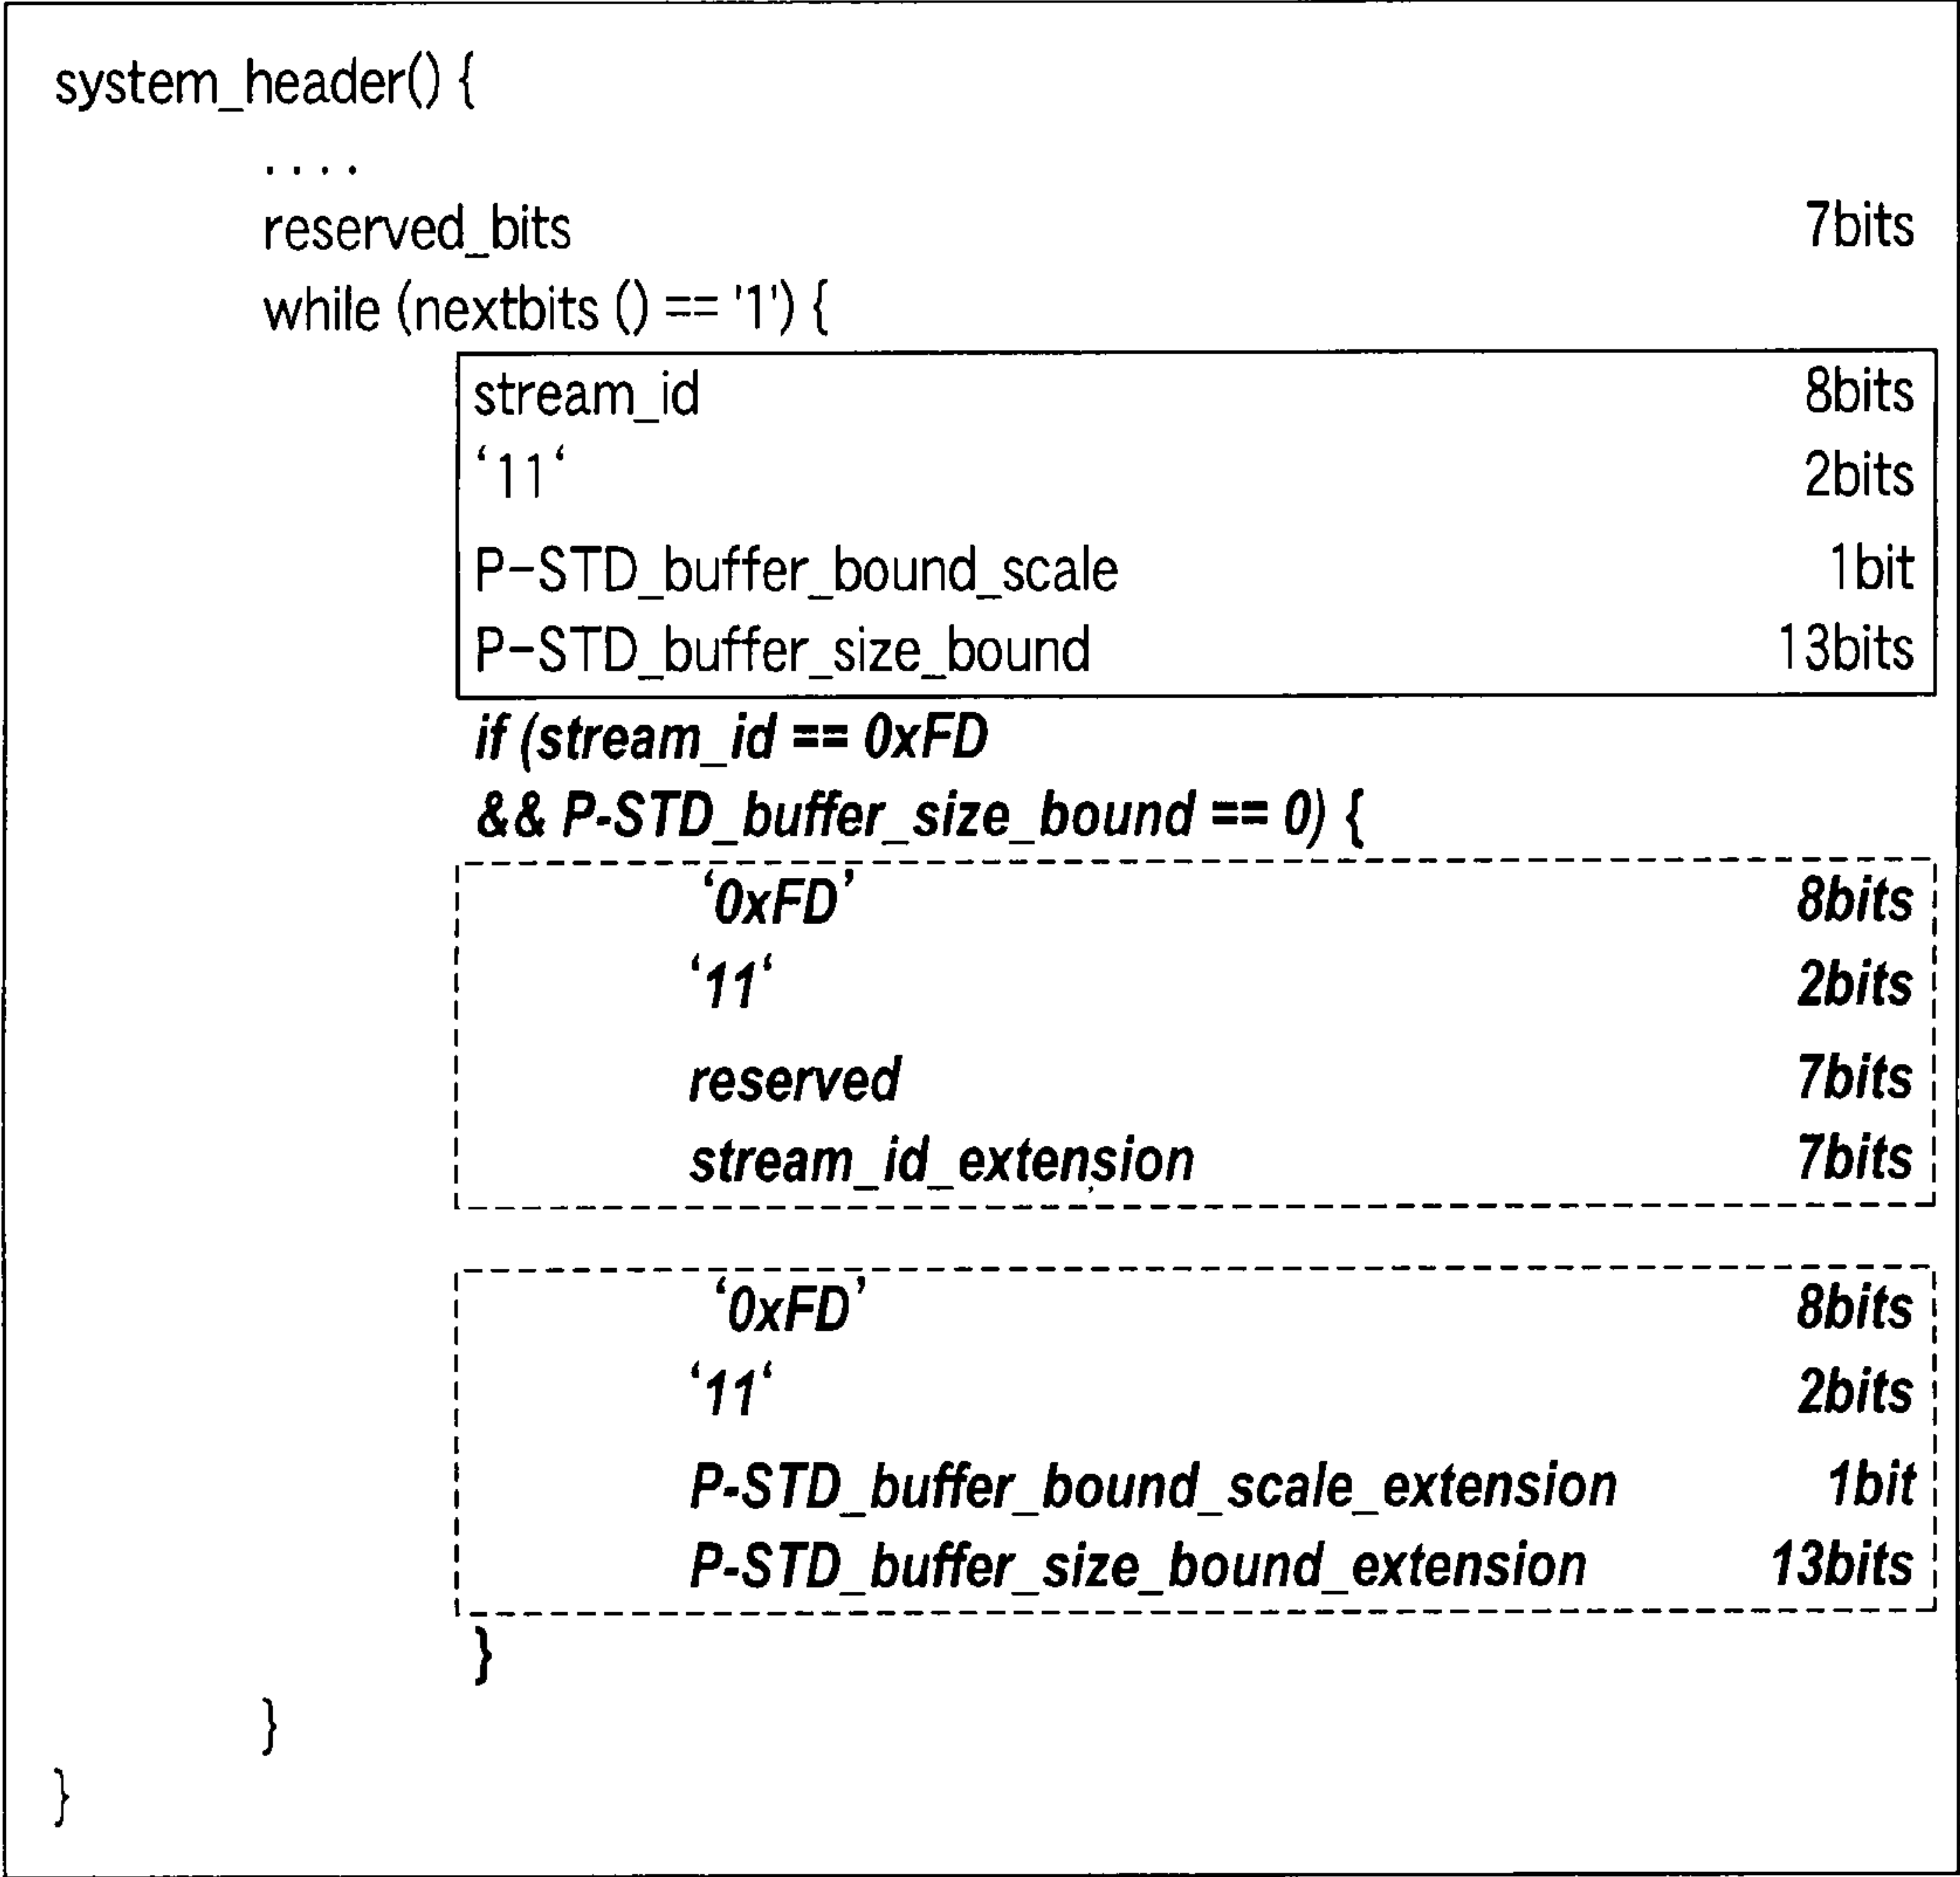 system_header() {
....
reserved_bits 7bits
while (nextbits () == '1') {
stream_id 8bits
‘11‘ 2bits
P-STD_buffer_bound_scale 1bit
P-STD_buffer_size_bound 13bits
if (stream_id == 0xFD
&& P-STD_buffer_size_bound == 0) {
‘0xFD’ 8bits
‘11‘ 2bits
reserved 7bits
stream_id_extension 7bits
‘0xFD’ 8bits
‘11‘ 2bits
P-STD_buffer_bound_scale_extension 1bit
P-STD_buffer_size_bound_extension 13bits
}
}
}